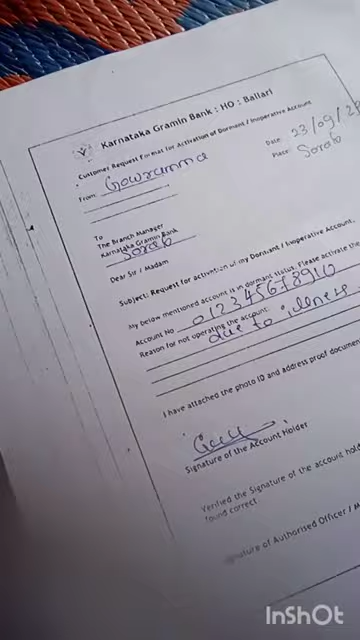 Karnataka Gramin Bank : HO : Ballari
Customer Request Format for Activation of Dormant / Inoperative Account
Date: 23/09/2
Place: Sorab
From: Gowramma
To
The Branch Manager
Karnataka Gramin Bank
Sorab
Dear Sir / Madam
Subject: Request for activation of my Dormant / Inoperative Account.
My below mentioned account is in dormant status. Please activate the
Account No 012345678910
Reason for not operating the account:
due to illness.
I have attached the photo ID and address proof documen
Signature of the Account Holder
Verified the Signature of the account hold
found correct
Signature of Authorised Officer / M
InShOt